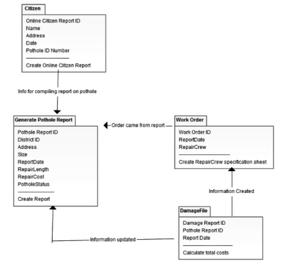 Citizen
Online Citizen Report ID
Name
Address
Date
Pothole ID Number
Create Online Citizen Report
Info for compiling report on pothole
Generate Pothole Report
Pothole Report ID
District ID
Address
Size
ReportDate
RepairLength
RepairCost
PotholeStatus
Create Report
Order came from report
Work Order
Work Order ID
ReportDate
RepairCrew
Create RepairCrew specification sheet
Information Created
DamageFile
Damage Report ID
Pothole Report ID
Report Date
Calculate total costs
Information updated